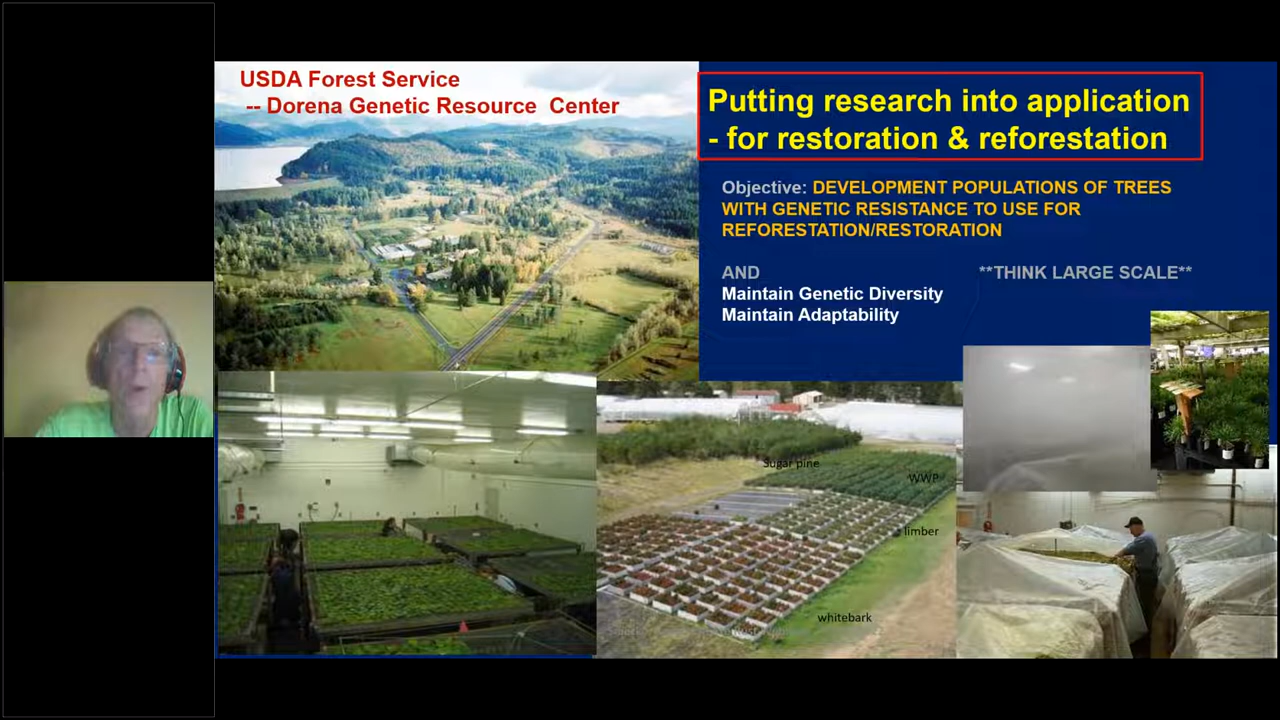 USDA Forest Service
-- Dorena Genetic Resource Center
Putting research into application
- for restoration & reforestation
Objective: DEVELOPMENT POPULATIONS OF TREES
WITH GENETIC RESISTANCE TO USE FOR
REFORESTATION/RESTORATION
AND
**THINK LARGE SCALE**
Maintain Genetic Diversity
Maintain Adaptability
Sugar pine
WWP
limber
whitebark